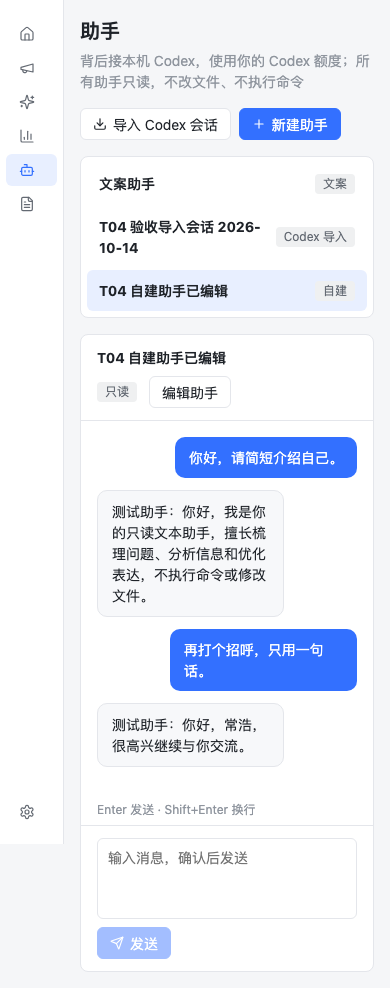 助手
背后接本机 Codex，使用你的 Codex 额度；所
有助手只读，不改文件、不执行命令
导入 Codex 会话
新建助手
文案助手
文案
T04 验收导入会话 2026-
10-14
Codex 导入
T04 自建助手已编辑
自建
T04 自建助手已编辑
只读
编辑助手
你好，请简短介绍自己。
测试助手：你好，我是你
的只读文本助手，擅长梳
理问题、分析信息和优化
表达，不执行命令或修改
文件。
再打个招呼，只用一句
话。
测试助手：你好，常浩，
很高兴继续与你交流。
Enter 发送 · Shift+Enter 换行
输入消息，确认后发送
发送